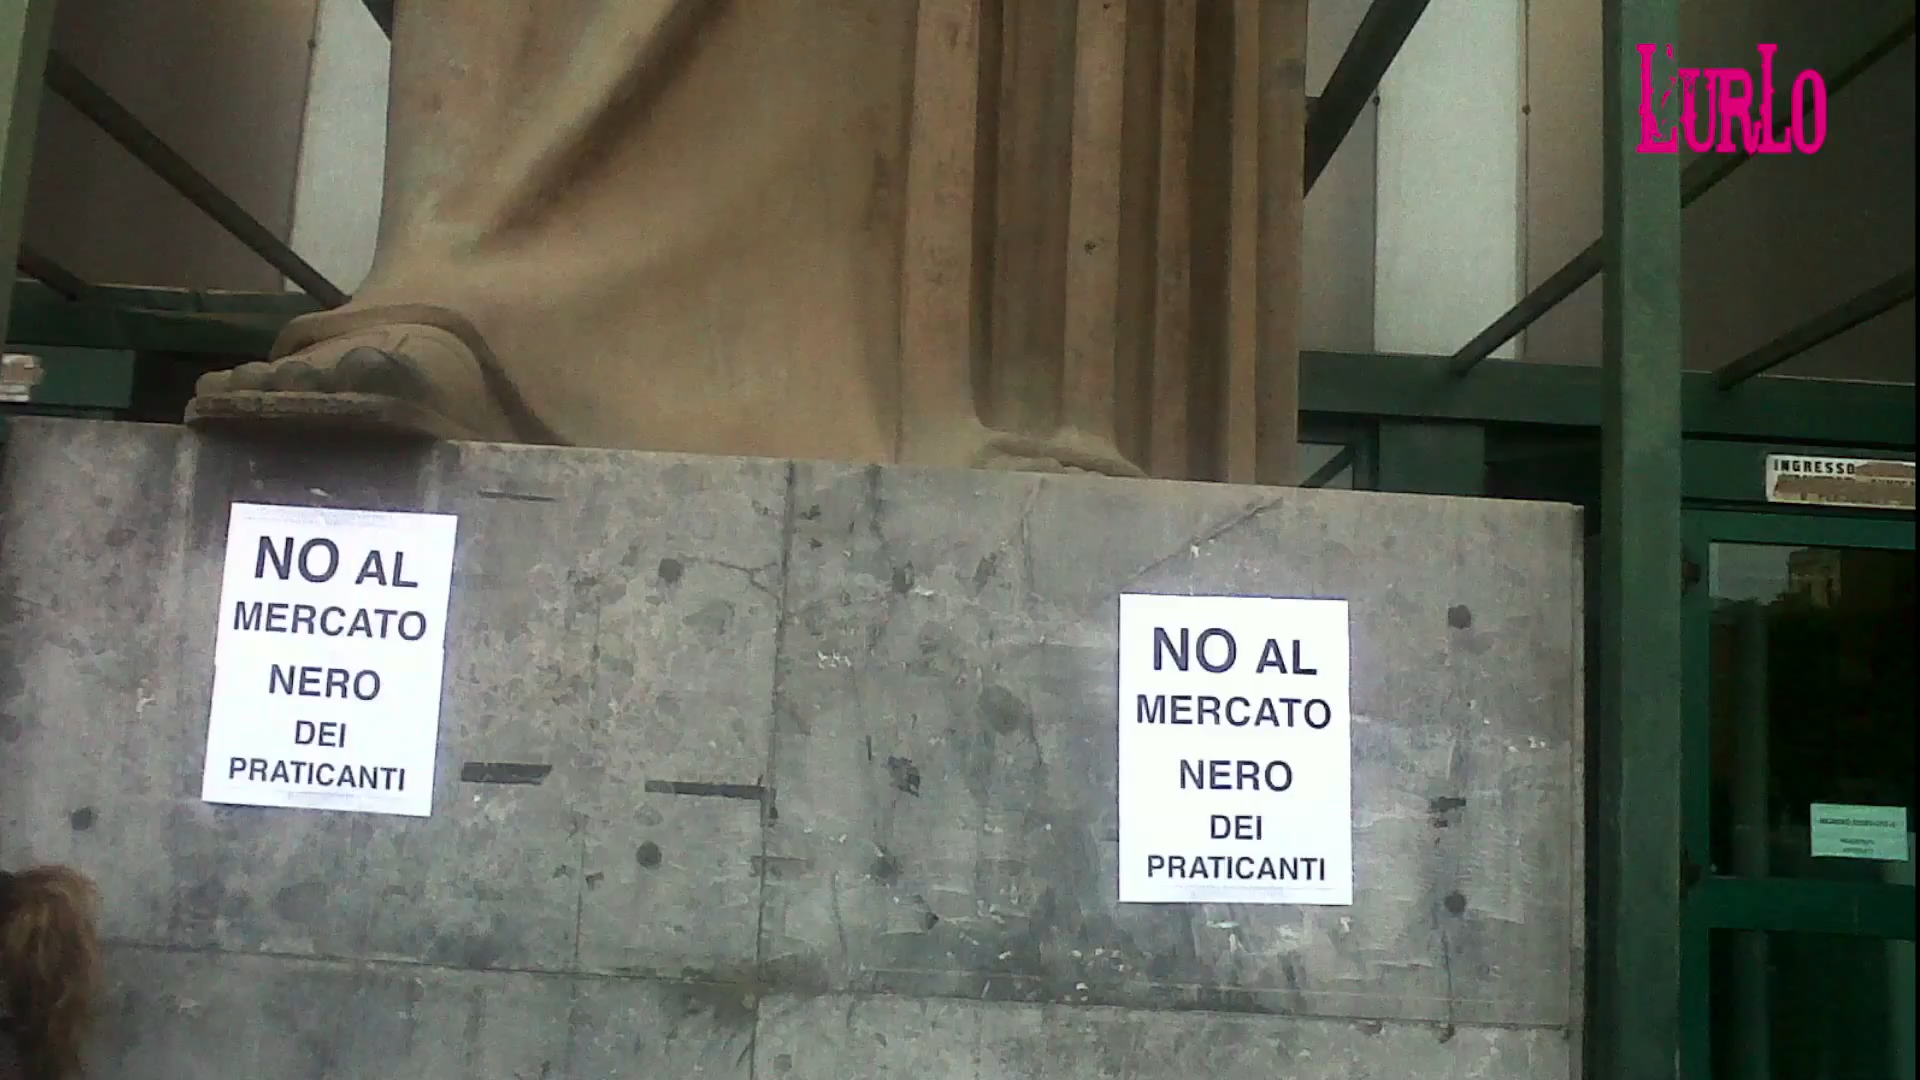 L'URLO
INGRESSO
NO AL
MERCATO
NERO
DEI
PRATICANTI
NO AL
MERCATO
NERO
DEI
PRATICANTI